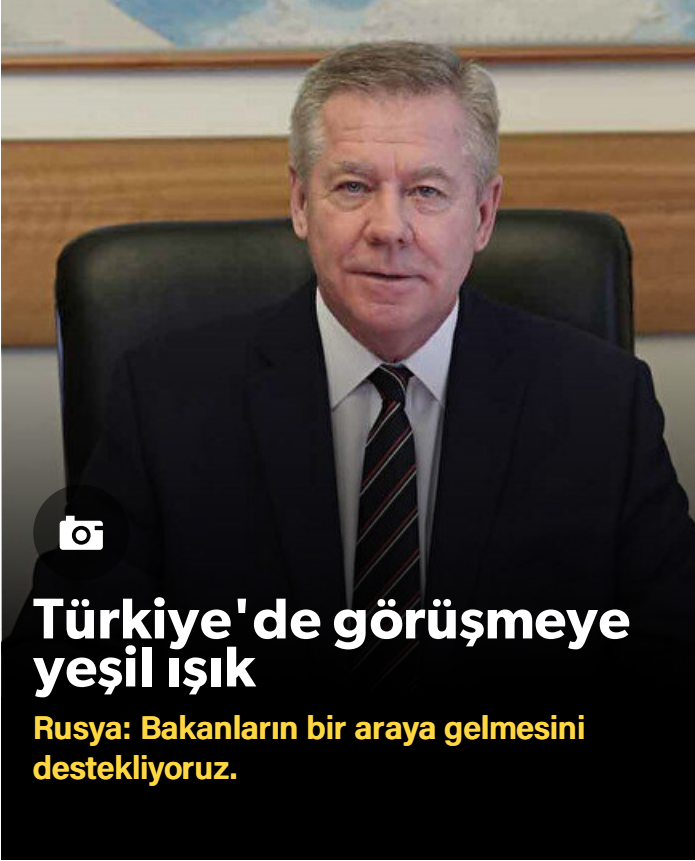 Türkiye'de görüşmeye
yeşil ışık
Rusya: Bakanların bir araya gelmesini
destekliyoruz.